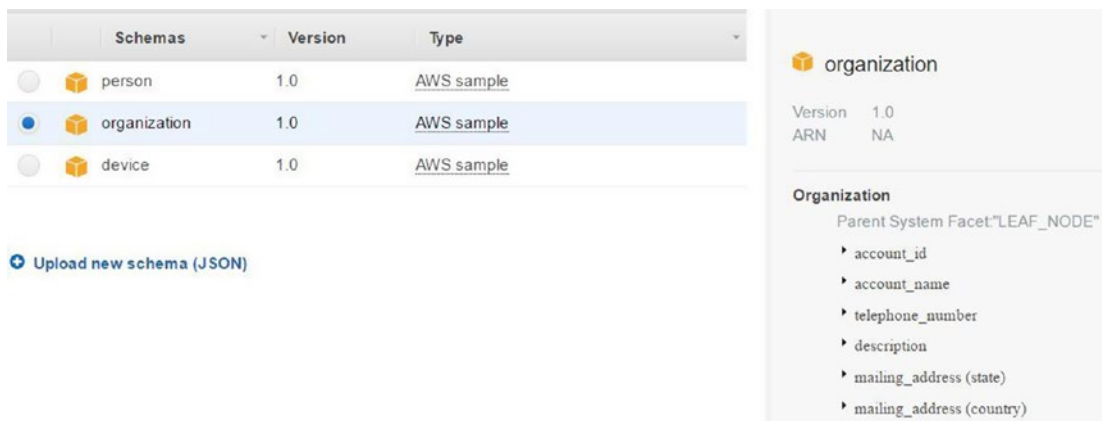 Schemas Version Type
person 1.0 AWS sample
organization 1.0 AWS sample
device 1.0 AWS sample
Upload new schema (JSON)
organization
Version 1.0
ARN NA
Organization
Parent System Facet:"LEAF_NODE"
account_id
account_name
telephone_number
description
mailing_address (state)
mailing_address (country)